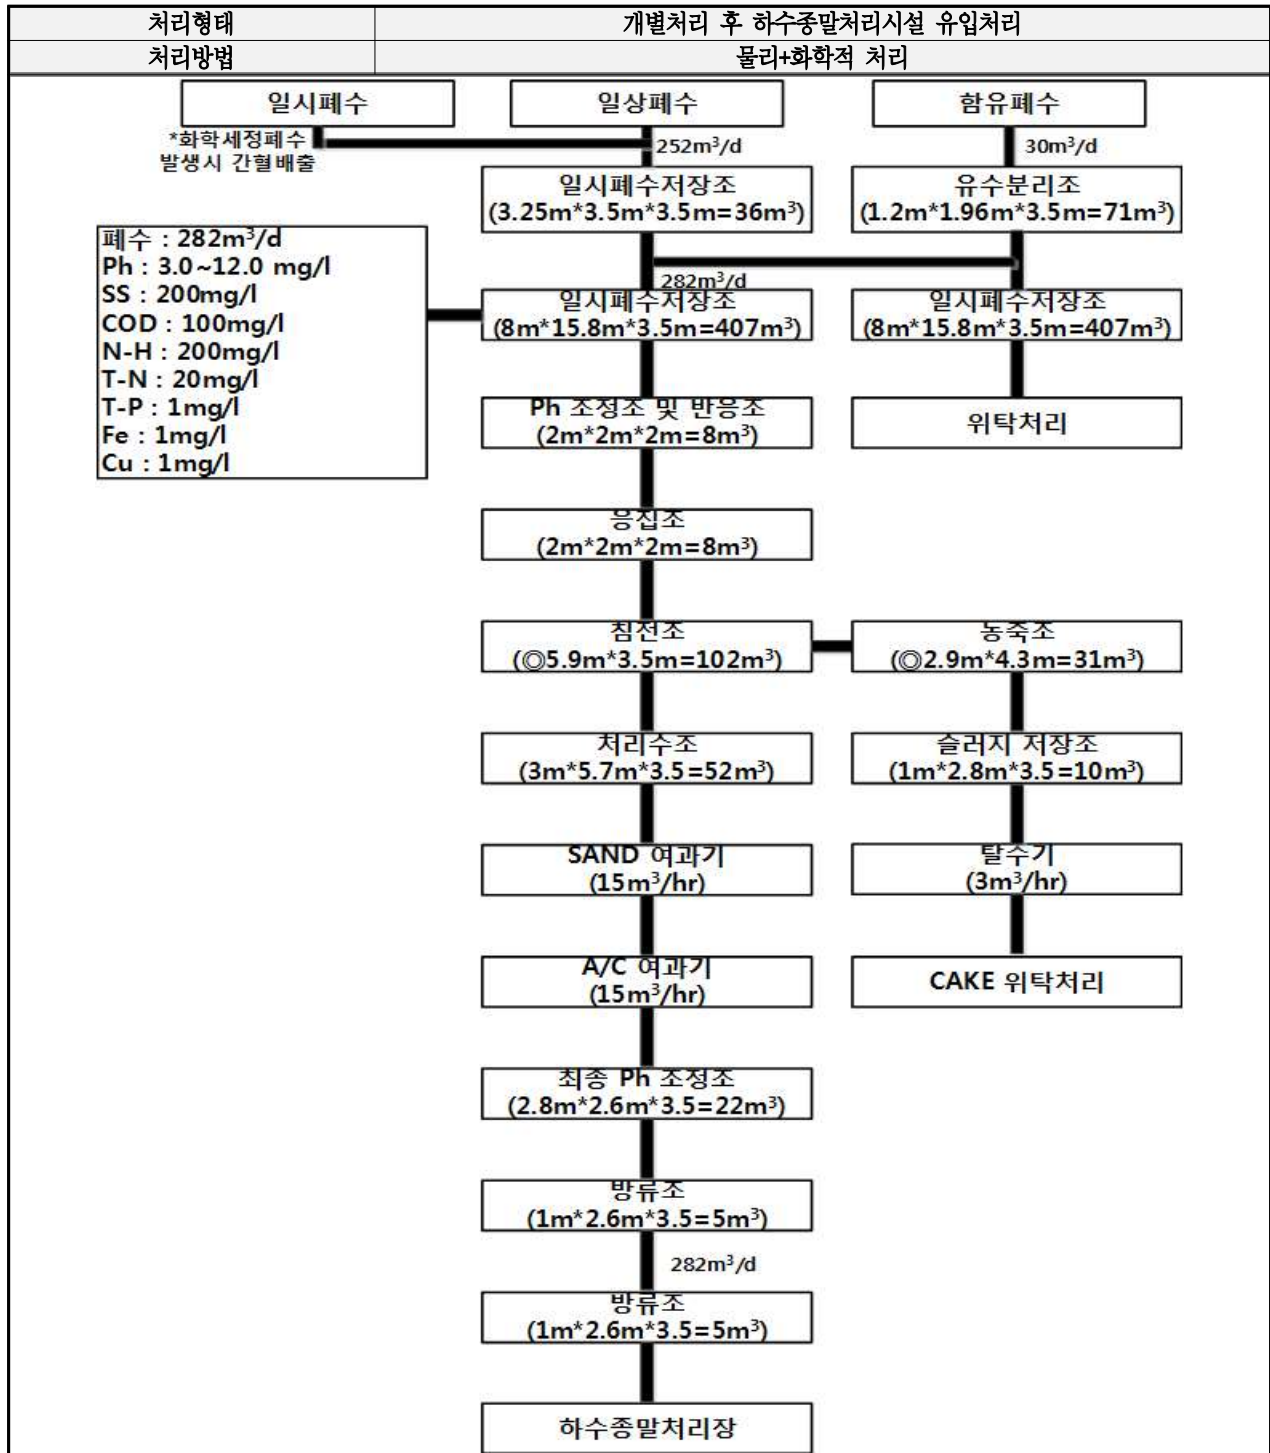 처리형태 개별처리 후 하수종말처리시설 유입처리
처리방법 물리+화학적 처리
일시폐수 일상폐수 함유폐수
*화학세정폐수
발생시 간헐배출
252m³/d 30m³/d
일시폐수저장조
(3.25m*3.5m*3.5m=36m³)
유수분리조
(1.2m*1.96m*3.5m=71m³)
폐수 : 282m³/d
Ph : 3.0~12.0 mg/l
SS : 200mg/l
COD : 100mg/l
N-H : 200mg/l
T-N : 20mg/l
T-P : 1mg/l
Fe : 1mg/l
Cu : 1mg/l
282m³/d
일시폐수저장조
(8m*15.8m*3.5m=407m³)
일시폐수저장조
(8m*15.8m*3.5m=407m³)
Ph 조정조 및 반응조
(2m*2m*2m=8m³)
위탁처리
응집조
(2m*2m*2m=8m³)
침전조
(◎5.9m*3.5m=102m³)
농축조
(◎2.9m*4.3m=31m³)
처리수조
(3m*5.7m*3.5=52m³)
슬러지 저장조
(1m*2.8m*3.5=10m³)
SAND 여과기
(15m³/hr)
탈수기
(3m³/hr)
A/C 여과기
(15m³/hr)
CAKE 위탁처리
최종 Ph 조정조
(2.8m*2.6m*3.5=22m³)
방류조
(1m*2.6m*3.5=5m³)
282m³/d
방류조
(1m*2.6m*3.5=5m³)
하수종말처리장